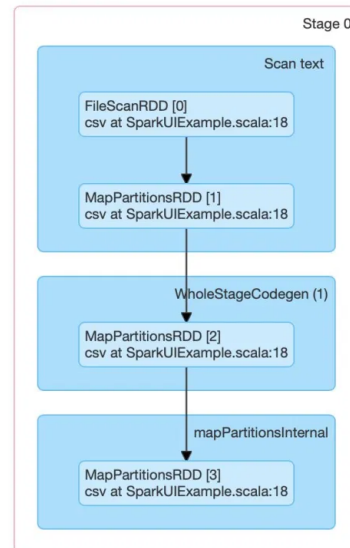 Stage 0
Scan text
FileScanRDD [0]
csv at SparkUIExample.scala:18
MapPartitionsRDD [1]
csv at SparkUIExample.scala:18
WholeStageCodegen (1)
MapPartitionsRDD [2]
csv at SparkUIExample.scala:18
mapPartitionsInternal
MapPartitionsRDD [3]
csv at SparkUIExample.scala:18